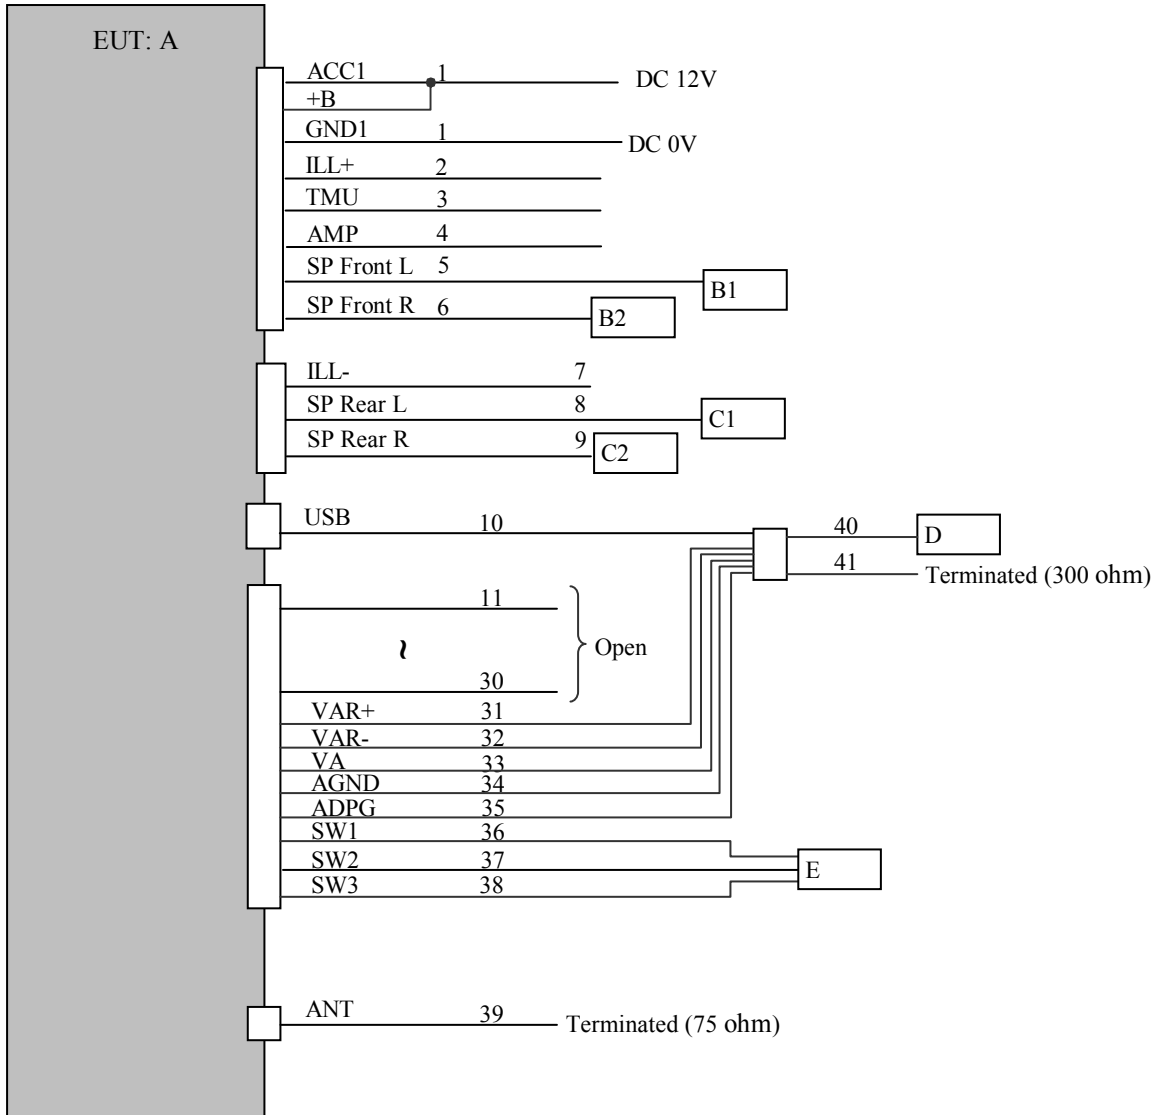 EUT: A
ACC1 1 DC 12V
+B
GND1 1 DC 0V
ILL+ 2
TMU 3
AMP 4
SP Front L 5 B1
SP Front R 6 B2
ILL- 7
SP Rear L 8 C1
SP Rear R 9 C2
USB 10 40 D
41 Terminated (300 ohm)
11
~ Open
30
VAR+ 31
VAR- 32
VA 33
AGND 34
ADPG 35
SW1 36
SW2 37 E
SW3 38
ANT 39 Terminated (75 ohm)